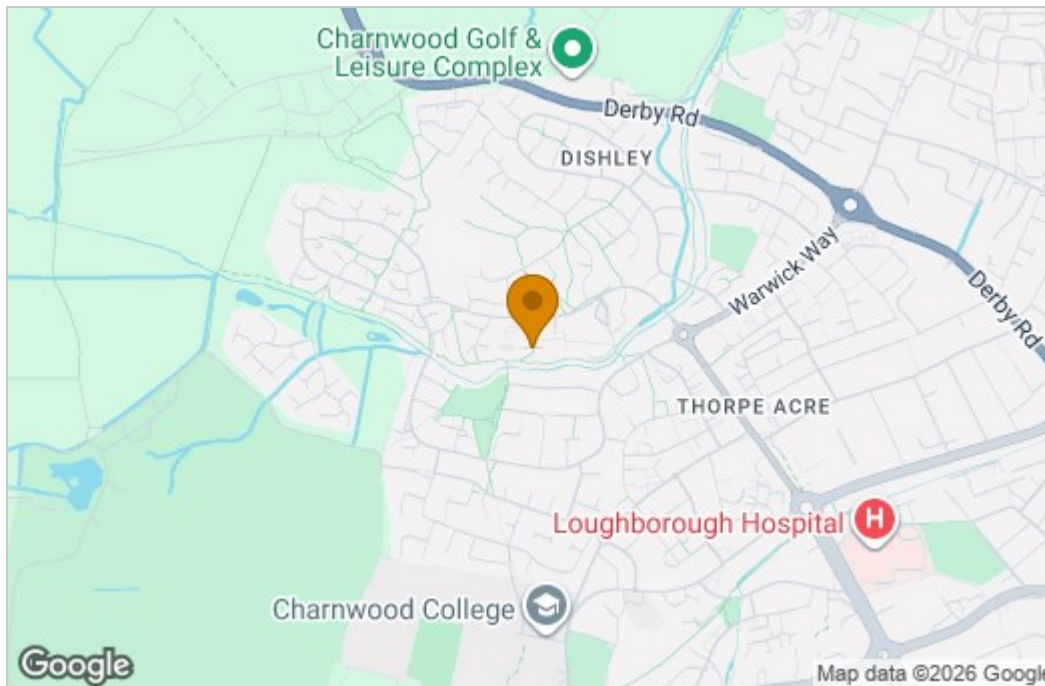 Charnwood Golf &
Leisure Complex
Derby Rd
DISHLEY
Warwick Way
Derby Rd
THORPE ACRE
Loughborough Hospital
H
Charnwood College
Google
Map data ©2026 Google